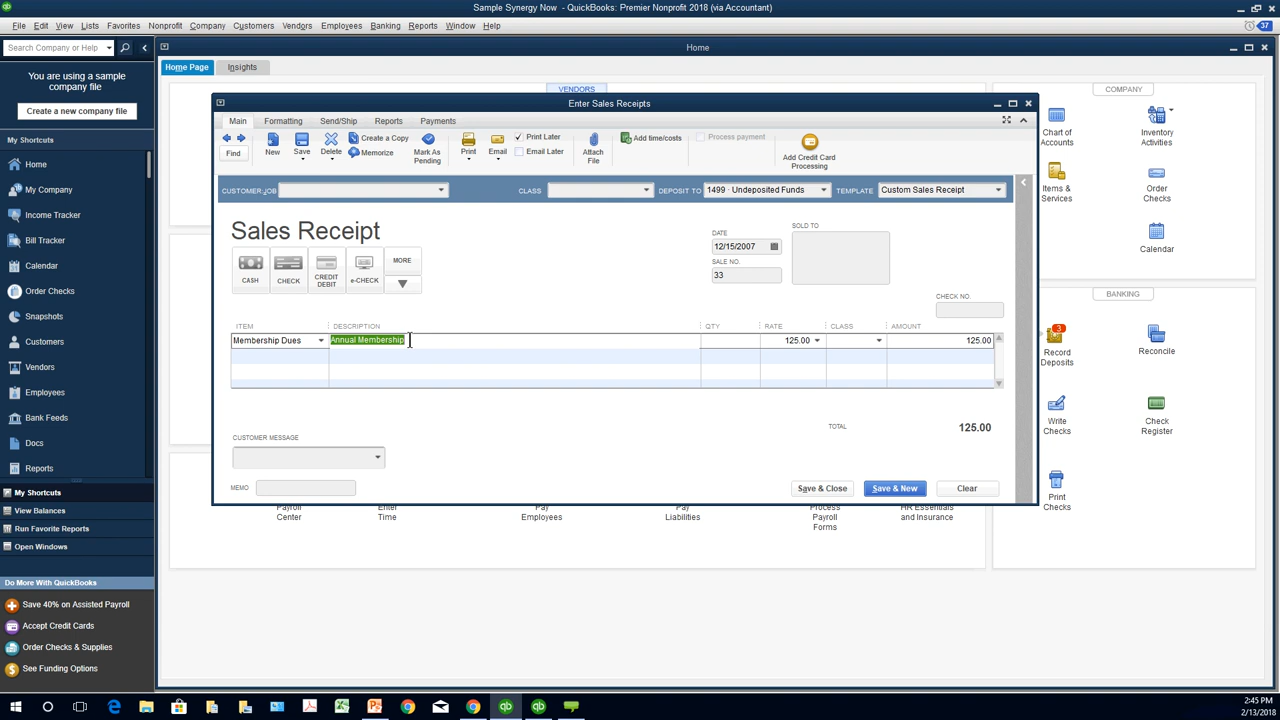 Sample Synergy Now - QuickBooks: Premier Nonprofit 2018 (via Accountant)
File Edit View Lists Favorites Nonprofit Company Customers Vendors Employees Banking Reports Window Help
37
Search Company or Help
Home
You are using a sample
company file
Create a new company file
My Shortcuts
Home
My Company
Income Tracker
Bill Tracker
Calendar
Order Checks
Snapshots
Customers
Vendors
Employees
Bank Feeds
Docs
Reports
My Shortcuts
View Balances
Run Favorite Reports
Open Windows
Do More With QuickBooks
Save 40% on Assisted Payroll
Accept Credit Cards
Order Checks & Supplies
See Funding Options
Home Page Insights
VENDORS
Enter Sales Receipts
Main Formatting Send/Ship Reports Payments
Find
New
Save
Delete
Create a Copy
Memorize
Mark As
Pending
Print
Email
Print Later
Email Later
Attach
File
Add time/costs
Process payment
Add Credit Card
Processing
CUSTOMER:JOB CLASS DEPOSIT TO 1499 · Undeposited Funds TEMPLATE Custom Sales Receipt
Sales Receipt
CASH
CHECK
CREDIT
DEBIT
e-CHECK
MORE
DATE
12/15/2007
SALE NO.
33
SOLD TO
CHECK NO.
ITEM DESCRIPTION QTY RATE CLASS AMOUNT
Membership Dues Annual Membership 125.00 125.00
TOTAL 125.00
CUSTOMER MESSAGE
MEMO
Save & Close Save & New Clear
Payroll
Center
Enter
Time
Pay
Employees
Pay
Liabilities
Process
Payroll
Forms
HR Essentials
and Insurance
COMPANY
Chart of
Accounts
Inventory
Activities
Items &
Services
Order
Checks
Calendar
BANKING
3
Record
Deposits
Reconcile
Write
Checks
Check
Register
Print
Checks
2:45 PM
2/13/2018